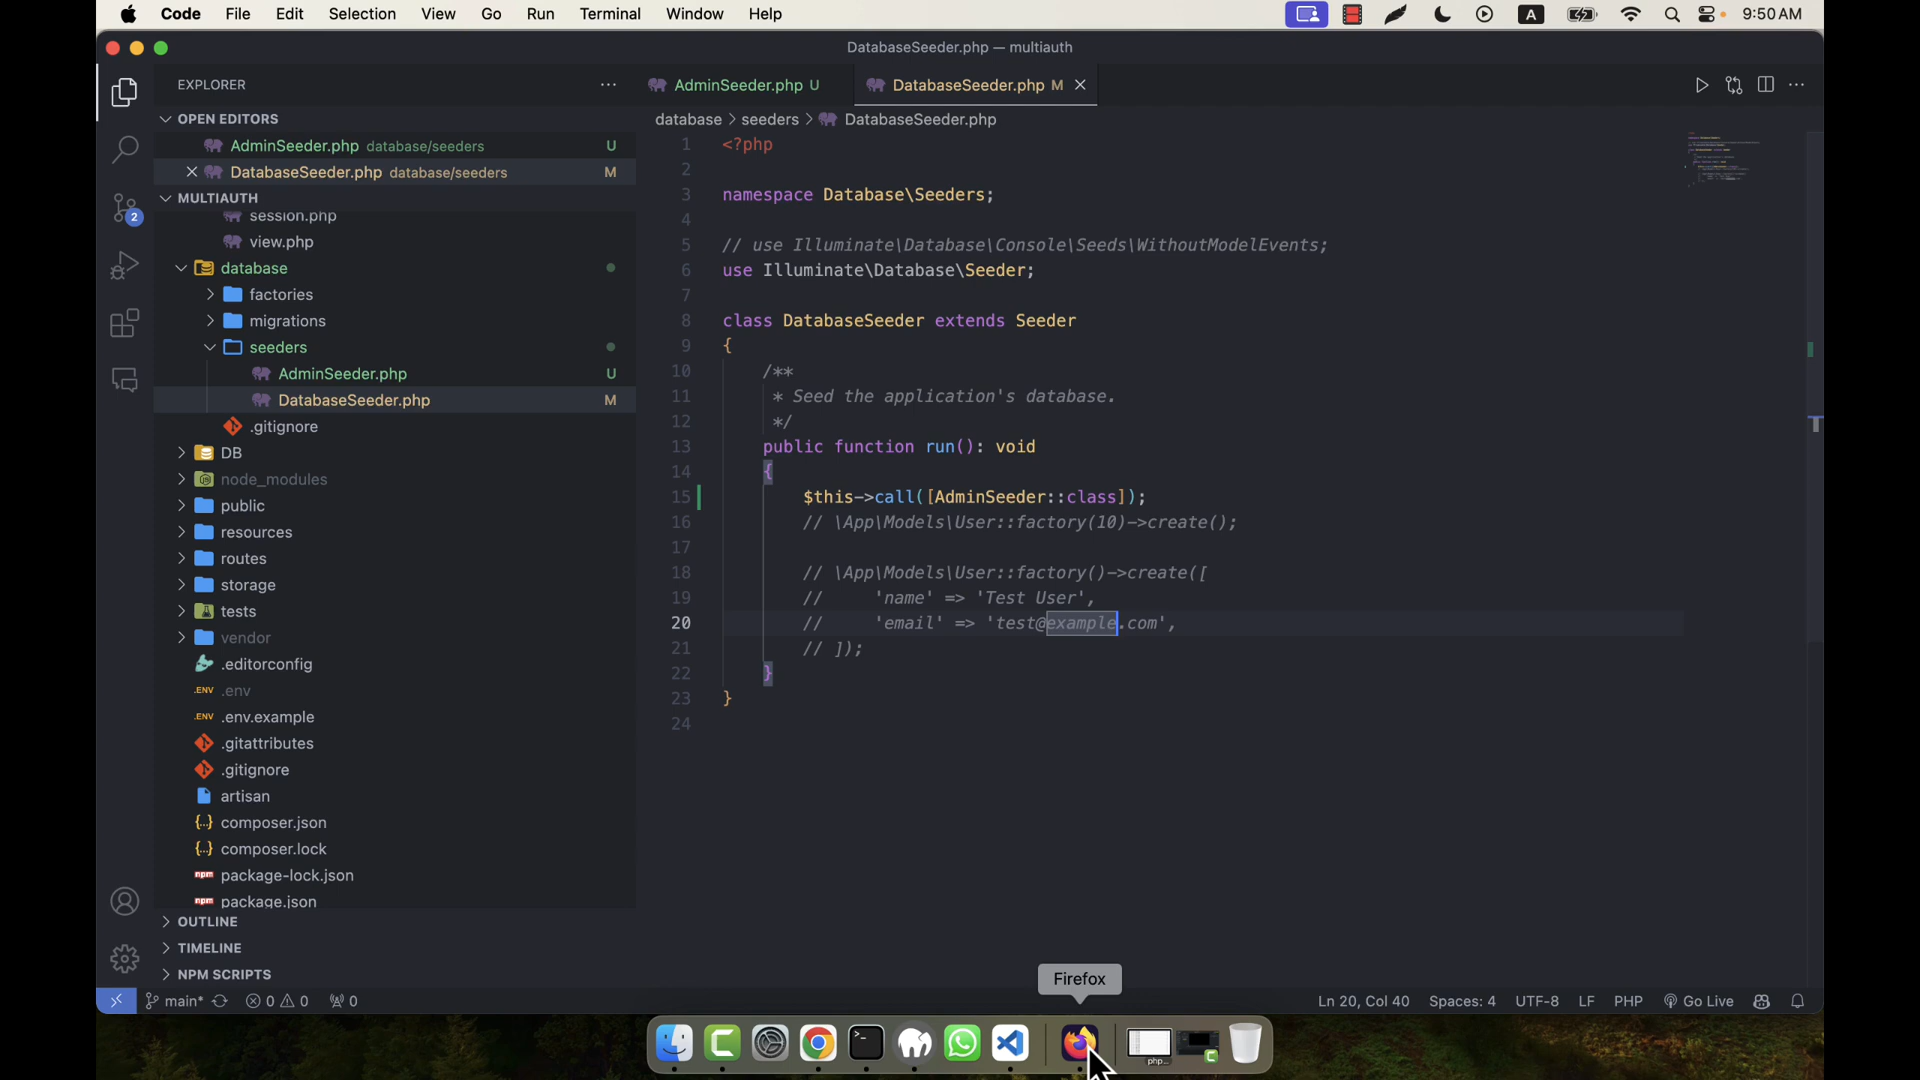 Code File Edit Selection View Go Run Terminal Window Help A 9:50 AM
DatabaseSeeder.php — multiauth
EXPLORER
AdminSeeder.php U
DatabaseSeeder.php M
OPEN EDITORS
AdminSeeder.php database/seeders U
DatabaseSeeder.php database/seeders M
MULTIAUTH
session.php
view.php
database
factories
migrations
seeders
AdminSeeder.php U
DatabaseSeeder.php M
.gitignore
DB
node_modules
public
resources
routes
storage
tests
vendor
.editorconfig
.ENV .env
.ENV .env.example
.gitattributes
.gitignore
artisan
{..} composer.json
{..} composer.lock
npm package-lock.json
npm package.json
OUTLINE
TIMELINE
NPM SCRIPTS
2
database > seeders > DatabaseSeeder.php
1 <?php
2
3 namespace Database\Seeders;
4
5 // use Illuminate\Database\Console\Seeds\WithoutModelEvents;
6 use Illuminate\Database\Seeder;
7
8 class DatabaseSeeder extends Seeder
9 {
10 /**
11 * Seed the application's database.
12 */
13 public function run(): void
14 {
15 $this->call([AdminSeeder::class]);
16 // \App\Models\User::factory(10)->create();
17
18 // \App\Models\User::factory()->create([
19 // 'name' => 'Test User',
20 // 'email' => 'test@example.com',
21 // ]);
22 }
23 }
24
Firefox
main* 0 0 0 Ln 20, Col 40 Spaces: 4 UTF-8 LF PHP Go Live
php...